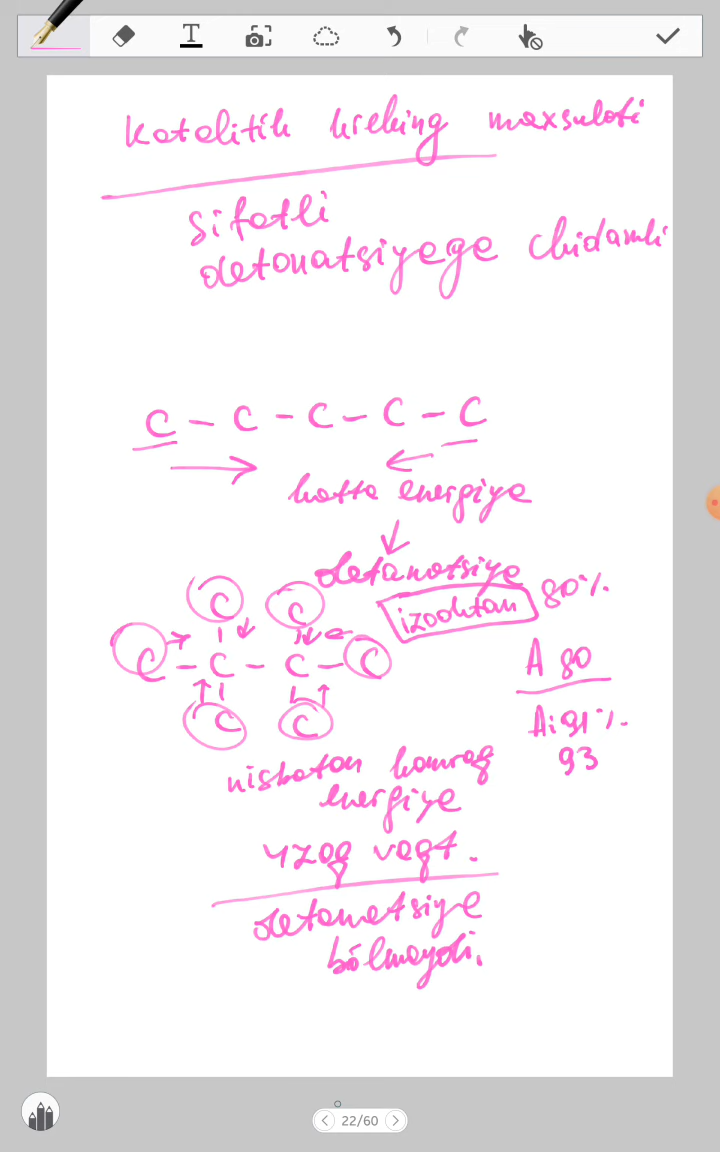 T
Katalitik kreking maxsuloti
sifatli
detonatsiyaga chidamli
C - C - C - C - C
katta energiya
detanatsiya
izooktan 80%
C C
C - C - C - C
C C
A 80
Ai 91%
93
nisbatan kamroq
energiya
uzoq vaqt.
detanatsiya
bo'lmaydi.
22/60